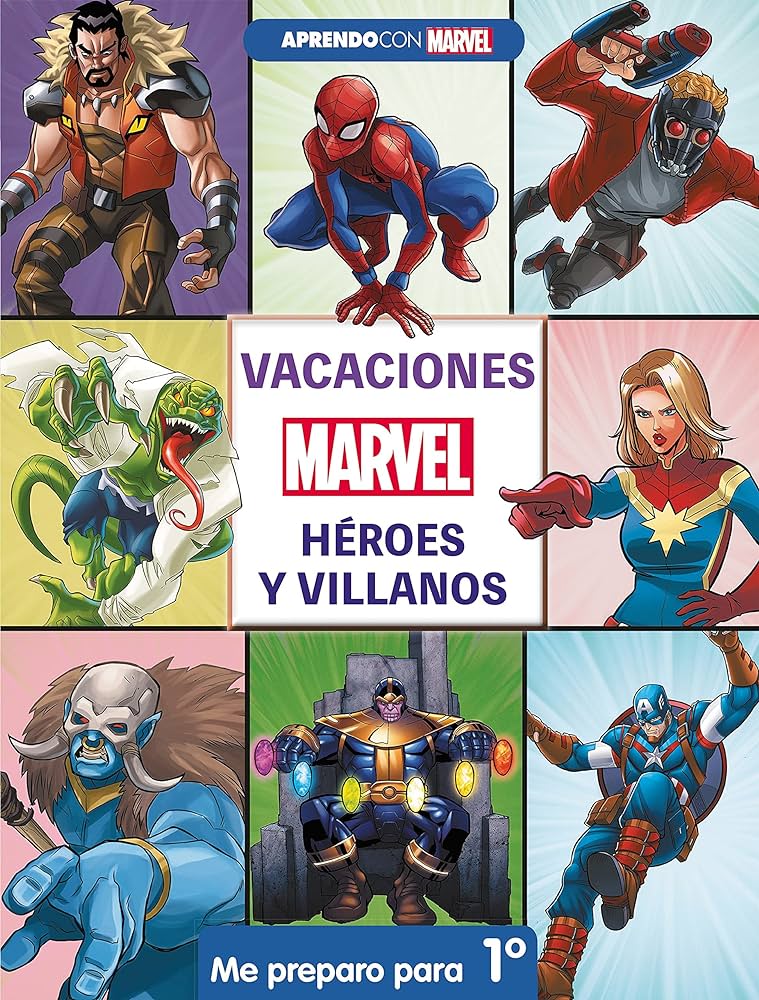 APRENDO CON MARVEL
VACACIONES
MARVEL
HÉROES
Y VILLANOS
Me preparo para 1º